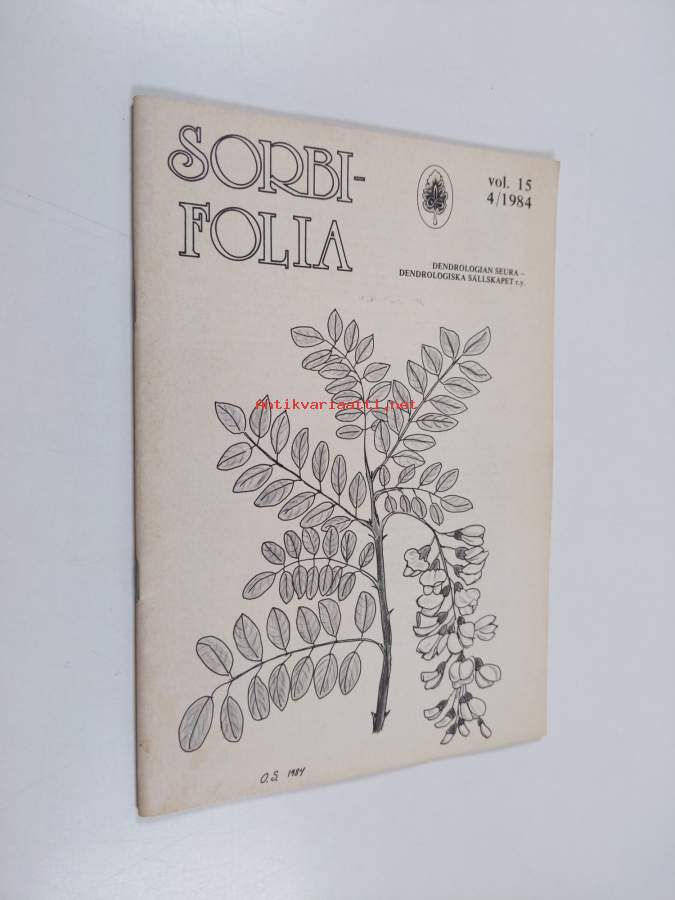 SORBI-
FOLIA
vol. 15
4/1984
DENDROLOGIAN SEURA –
DENDROLOGISKA SÄLLSKAPET r.y.
Antikvariaatti.net
O.S. 1984